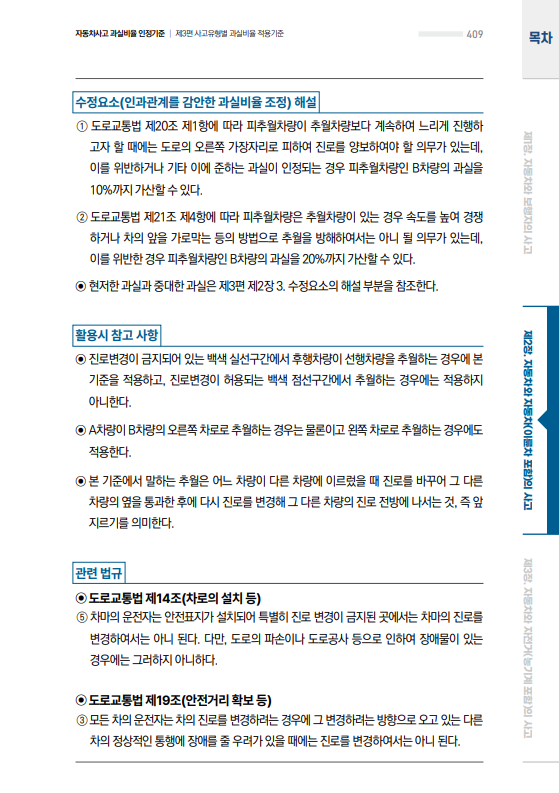 자동차사고 과실비율 인정기준 | 제3편 사고유형별 과실비율 적용기준
409
목차
수정요소(인과관계를 감안한 과실비율 조정) 해설
① 도로교통법 제20조 제1항에 따라 피추월차량이 추월차량보다 계속하여 느리게 진행하
고자 할 때에는 도로의 오른쪽 가장자리로 피하여 진로를 양보하여야 할 의무가 있는데,
이를 위반하거나 기타 이에 준하는 과실이 인정되는 경우 피추월차량인 B차량의 과실을
10%까지 가산할 수 있다.
② 도로교통법 제21조 제4항에 따라 피추월차량은 추월차량이 있는 경우 속도를 높여 경쟁
하거나 차의 앞을 가로막는 등의 방법으로 추월을 방해하여서는 아니 될 의무가 있는데,
이를 위반한 경우 피추월차량인 B차량의 과실을 20%까지 가산할 수 있다.
⦿ 현저한 과실과 중대한 과실은 제3편 제2장 3. 수정요소의 해설 부분을 참조한다.
활용시 참고 사항
⦿ 진로변경이 금지되어 있는 백색 실선구간에서 후행차량이 선행차량을 추월하는 경우에 본
기준을 적용하고, 진로변경이 허용되는 백색 점선구간에서 추월하는 경우에는 적용하지
아니한다.
⦿ A차량이 B차량의 오른쪽 차로로 추월하는 경우는 물론이고 왼쪽 차로로 추월하는 경우에도
적용한다.
⦿ 본 기준에서 말하는 추월은 어느 차량이 다른 차량에 이르렀을 때 진로를 바꾸어 그 다른
차량의 옆을 통과한 후에 다시 진로를 변경해 그 다른 차량의 진로 전방에 나서는 것, 즉 앞
지르기를 의미한다.
관련 법규
⦿ 도로교통법 제14조(차로의 설치 등)
⑤ 차마의 운전자는 안전표지가 설치되어 특별히 진로 변경이 금지된 곳에서는 차마의 진로를
변경하여서는 아니 된다. 다만, 도로의 파손이나 도로공사 등으로 인하여 장애물이 있는
경우에는 그러하지 아니하다.
⦿ 도로교통법 제19조(안전거리 확보 등)
③ 모든 차의 운전자는 차의 진로를 변경하려는 경우에 그 변경하려는 방향으로 오고 있는 다른
차의 정상적인 통행에 장애를 줄 우려가 있을 때에는 진로를 변경하여서는 아니 된다.
제1장. 자동차와 보행자의 사고
제2장. 자동차와 자동차(이륜차 포함)의 사고
제3장. 자동차와 자전거(농기계 포함)의 사고